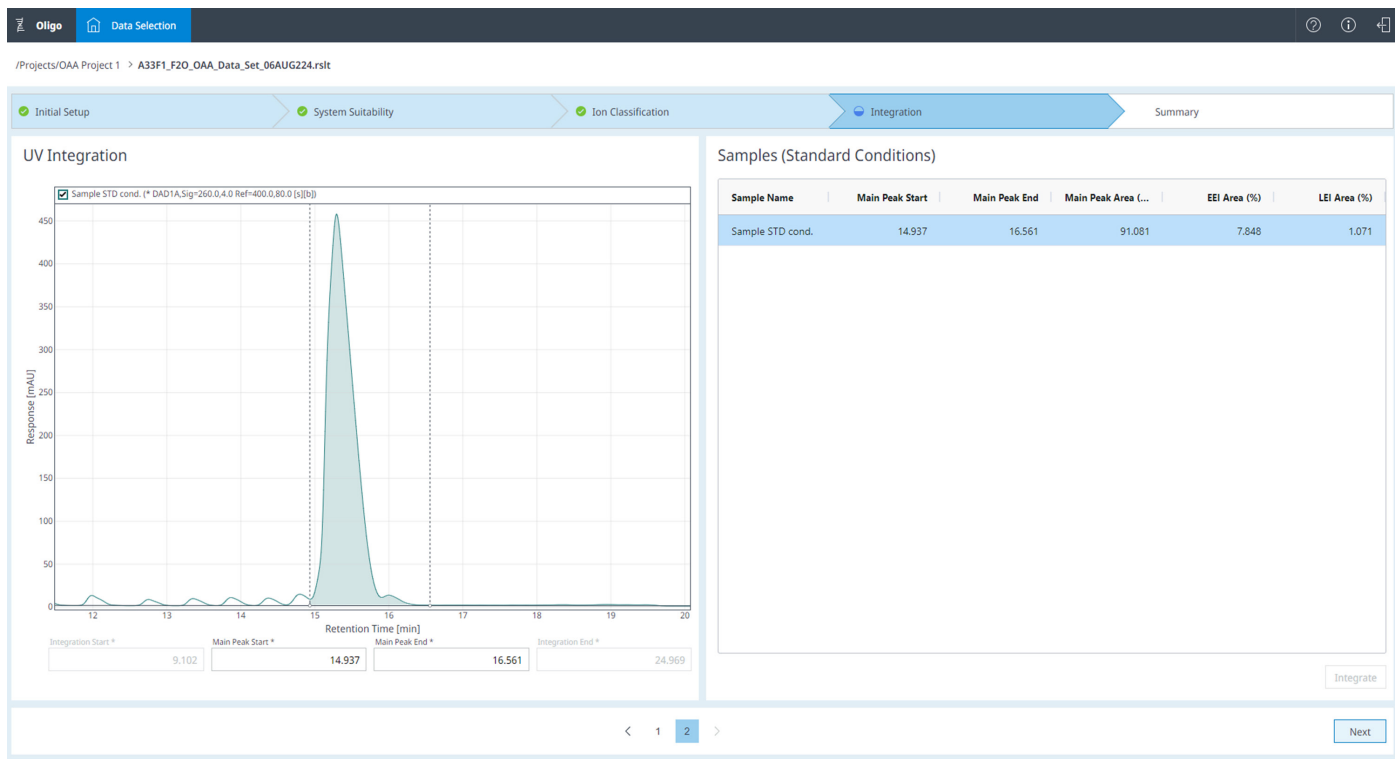 Oligo Data Selection
/Projects/OAA Project 1 > A33F1_F2O_OAA_Data_Set_06AUG224.rslt
Initial Setup System Suitability Ion Classification Integration Summary
UV Integration
Sample STD cond. (* DAD1A,Sig=260.0,4.0 Ref=400.0,80.0 [s][b])
450
400
350
300
250
200
150
100
50
0
Response [mAU]
12 13 14 15 16 17 18 19 20
Retention Time [min]
Integration Start * Main Peak Start * Main Peak End * Integration End *
9.102 14.937 16.561 24.969
Samples (Standard Conditions)
Sample Name Main Peak Start Main Peak End Main Peak Area (... EEI Area (%) LEI Area (%)
Sample STD cond. 14.937 16.561 91.081 7.848 1.071
Integrate
< 1 2 >
Next